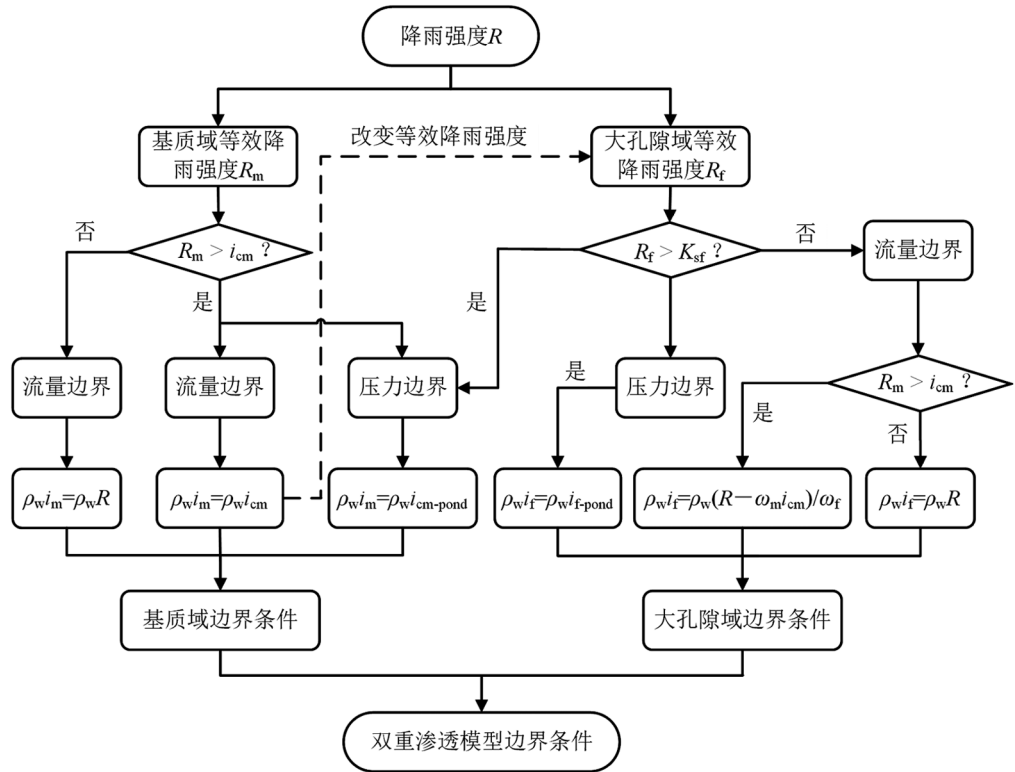 降雨强度R
基质域等效降
雨强度Rm
改变等效降雨强度
大孔隙域等效
降雨强度Rf
否
Rm > icm ?
是
Rf > Ksf ?
否
流量边界
是
流量边界
流量边界
压力边界
是
压力边界
Rm > icm ?
是
否
ρwim=ρwR
ρwim=ρwicm
ρwim=ρwicm-pond
ρwif=ρwif-pond
ρwif=ρw(R－ωmicm)/ωf
ρwif=ρwR
基质域边界条件
大孔隙域边界条件
双重渗透模型边界条件